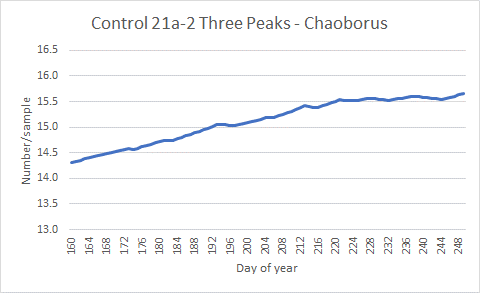 Control 21a-2 Three Peaks - Chaoborus
16.5
16.0
15.5
15.0
14.5
14.0
13.5
13.0
Number/sample
160 164 168 172 176 180 184 188 192 196 200 204 208 212 216 220 224 228 232 236 240 244 248
Day of year